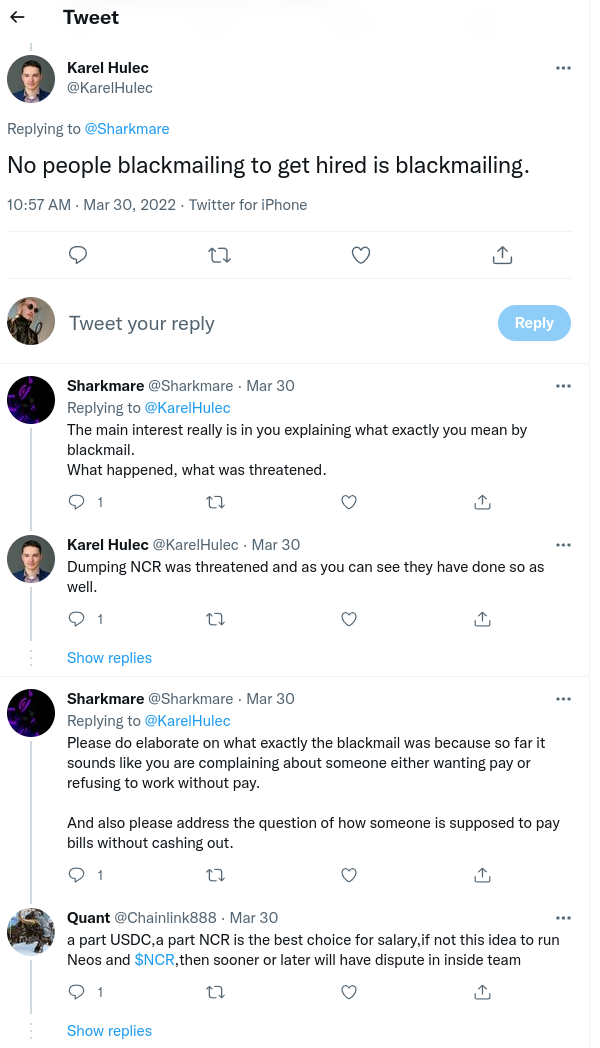 Tweet
Karel Hulec
@KarelHulec
Replying to @Sharkmare
No people blackmailing to get hired is blackmailing.
10:57 AM · Mar 30, 2022 · Twitter for iPhone
Tweet your reply
Reply
Sharkmare @Sharkmare · Mar 30
Replying to @KarelHulec
The main interest really is in you explaining what exactly you mean by
blackmail.
What happened, what was threatened.
1
Karel Hulec @KarelHulec · Mar 30
Dumping NCR was threatened and as you can see they have done so as
well.
1
Show replies
Sharkmare @Sharkmare · Mar 30
Replying to @KarelHulec
Please do elaborate on what exactly the blackmail was because so far it
sounds like you are complaining about someone either wanting pay or
refusing to work without pay.
And also please address the question of how someone is supposed to pay
bills without cashing out.
1
Quant @Chainlink888 · Mar 30
a part USDC,a part NCR is the best choice for salary,if not this idea to run
Neos and $NCR,then sooner or later will have dispute in inside team
1
Show replies